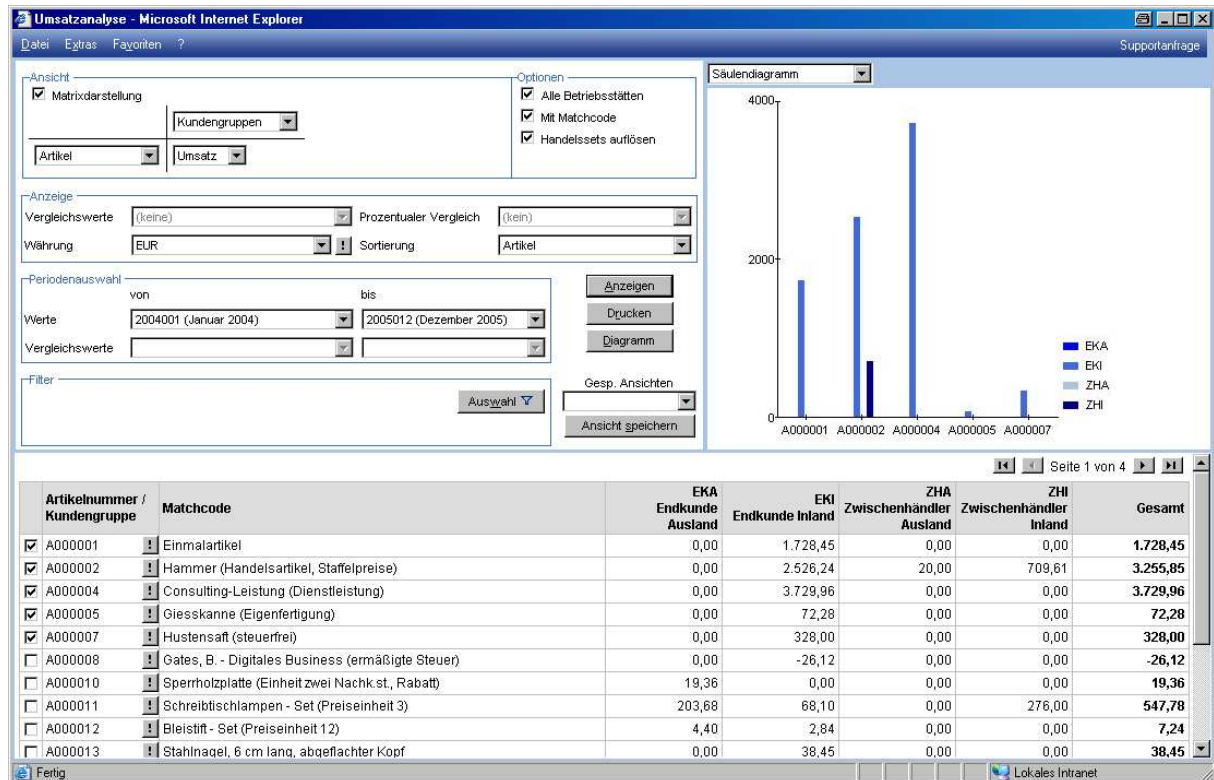 Umsatzanalyse - Microsoft Internet Explorer
Datei Extras Favoriten ?
Supportanfrage
Ansicht
Matrixdarstellung
Kundengruppen
Artikel
Umsatz
Optionen
Alle Betriebsstätten
Mit Matchcode
Handelssets auflösen
Anzeige
Vergleichswerte (keine) Prozentualer Vergleich (kein)
Währung EUR ! Sortierung Artikel
Periodenauswahl
von bis
Werte 2004001 (Januar 2004) 2005012 (Dezember 2005)
Vergleichswerte
Anzeigen
Drucken
Diagramm
Filter
Auswahl
Gesp. Ansichten
Ansicht speichern
Säulendiagramm
4000
2000
0
A000001 A000002 A000004 A000005 A000007
EKA
EKI
ZHA
ZHI
Seite 1 von 4
Artikelnummer / Kundengruppe Matchcode EKA Endkunde Ausland EKI Endkunde Inland ZHA Zwischenhändler Ausland ZHI Zwischenhändler Inland Gesamt
A000001 ! Einmalartikel 0,00 1.728,45 0,00 0,00 1.728,45
A000002 ! Hammer (Handelsartikel, Staffelpreise) 0,00 2.526,24 20,00 709,61 3.255,85
A000004 ! Consulting-Leistung (Dienstleistung) 0,00 3.729,96 0,00 0,00 3.729,96
A000005 ! Giesskanne (Eigenfertigung) 0,00 72,28 0,00 0,00 72,28
A000007 ! Hustensaft (steuerfrei) 0,00 328,00 0,00 0,00 328,00
A000008 ! Gates, B. - Digitales Business (ermäßigte Steuer) 0,00 -26,12 0,00 0,00 -26,12
A000010 ! Sperrholzplatte (Einheit zwei Nachk.st., Rabatt) 19,36 0,00 0,00 0,00 19,36
A000011 ! Schreibtischlampen - Set (Preiseinheit 3) 203,68 68,10 0,00 276,00 547,78
A000012 ! Bleistift - Set (Preiseinheit 12) 4,40 2,84 0,00 0,00 7,24
A000013 ! Stahlnagel, 6 cm lang, abgeflachter Kopf 0,00 38,45 0,00 0,00 38,45
Fertig
Lokales Intranet